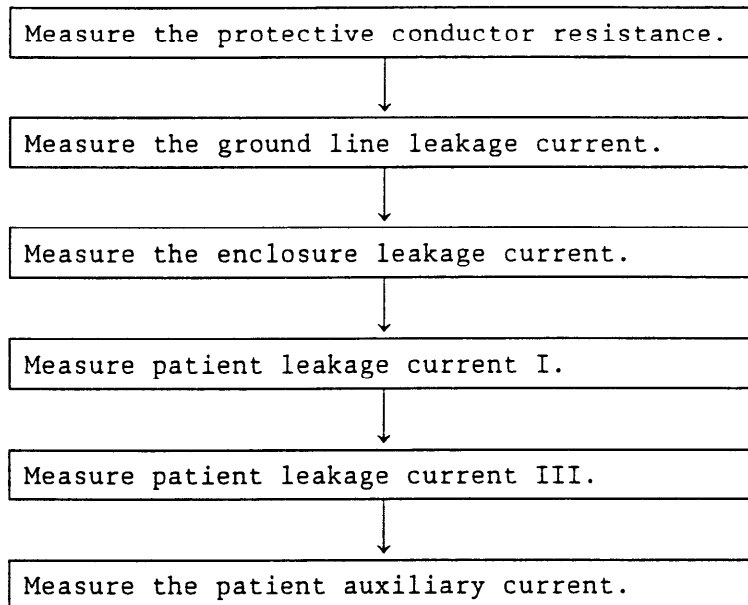 Measure the protective conductor resistance.
Measure the ground line leakage current.
Measure the enclosure leakage current.
Measure patient leakage current I.
Measure patient leakage current III.
Measure the patient auxiliary current.